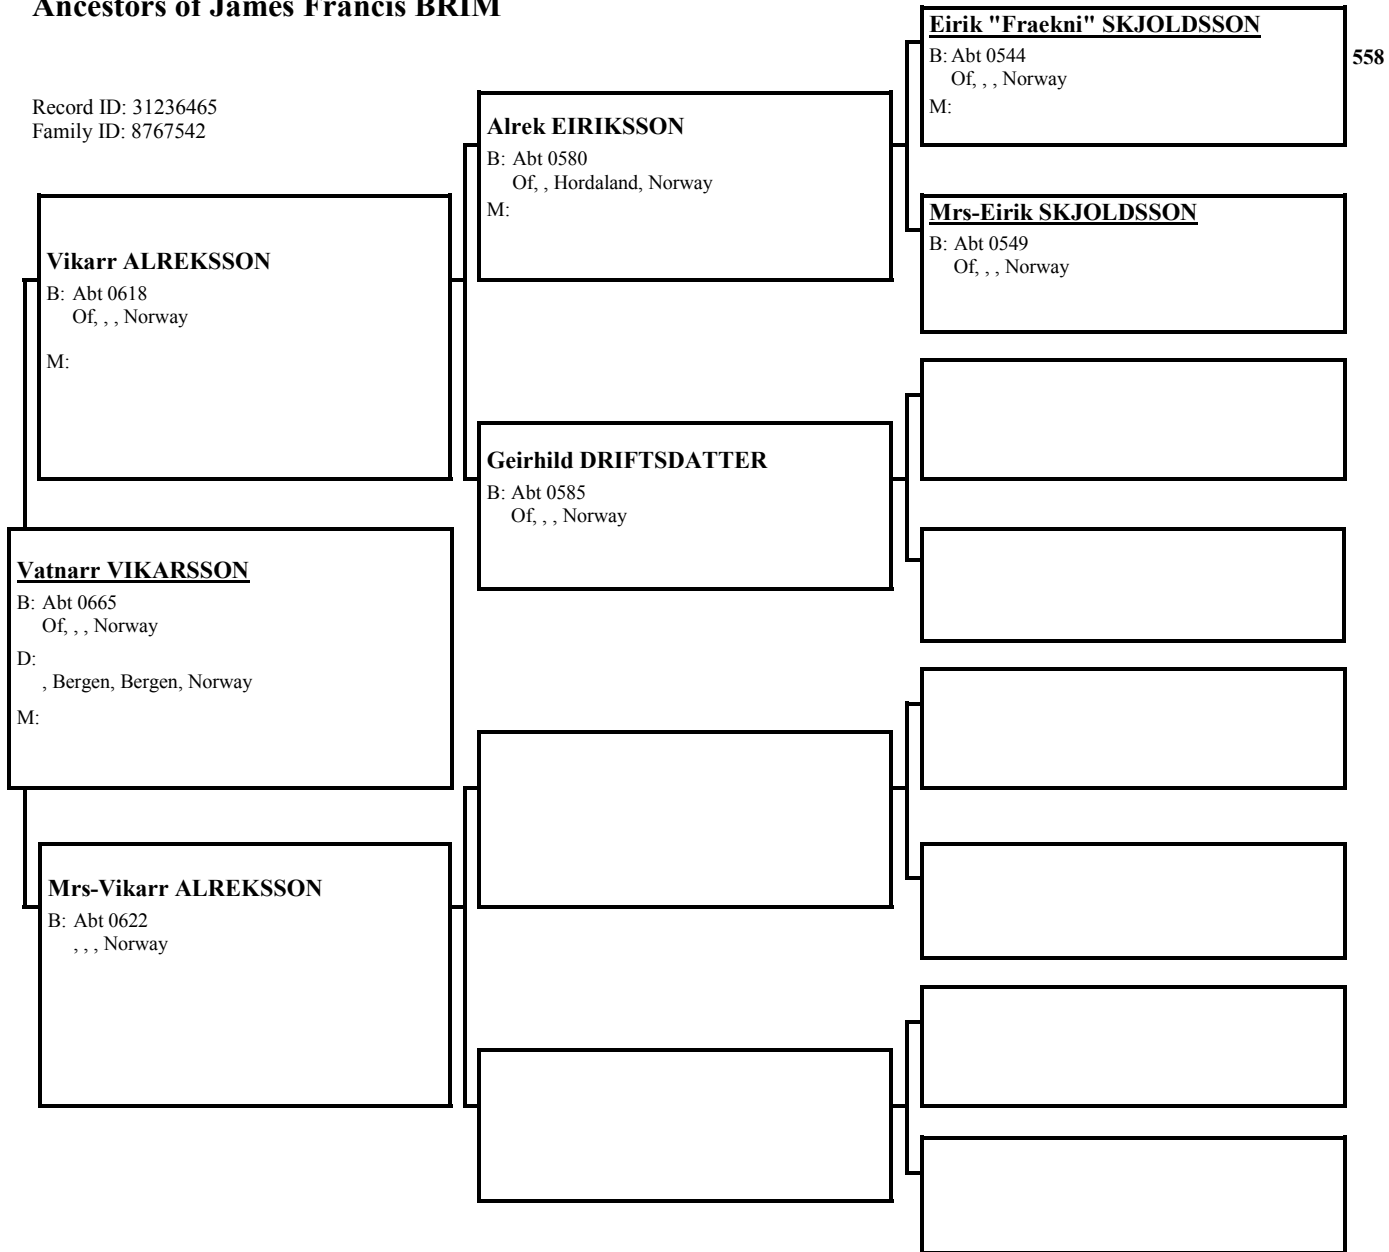 Ancestors of James Francis BRIM
Record ID: 31236465
Family ID: 8767542
Vatnarr VIKARSSON
B: Abt 0665
Of, , , Norway
D:
, Bergen, Bergen, Norway
M:
Vikarr ALREKSSON
B: Abt 0618
Of, , , Norway
M:
Mrs-Vikarr ALREKSSON
B: Abt 0622
, , , Norway
Alrek EIRIKSSON
B: Abt 0580
Of, , Hordaland, Norway
M:
Geirhild DRIFTSDATTER
B: Abt 0585
Of, , , Norway
Eirik "Fraekni" SKJOLDSSON
B: Abt 0544
Of, , , Norway
M:
558
Mrs-Eirik SKJOLDSSON
B: Abt 0549
Of, , , Norway